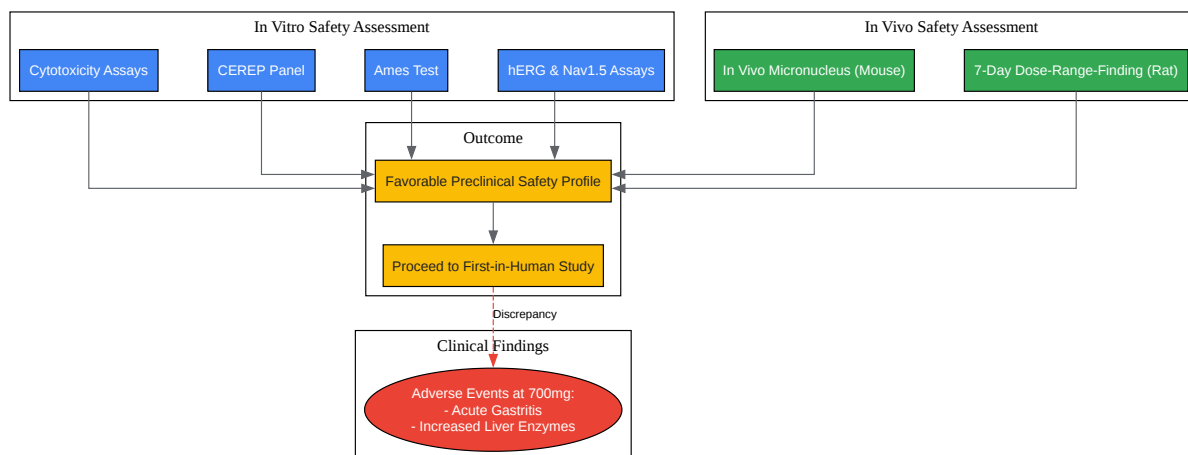 In Vitro Safety Assessment
In Vivo Safety Assessment
Cytotoxicity Assays
CEREP Panel
Ames Test
hERG & Nav1.5 Assays
In Vivo Micronucleus (Mouse)
7-Day Dose-Range-Finding (Rat)
Outcome
Favorable Preclinical Safety Profile
Proceed to First-in-Human Study
Discrepancy
Clinical Findings
Adverse Events at 700mg:
- Acute Gastritis
- Increased Liver Enzymes